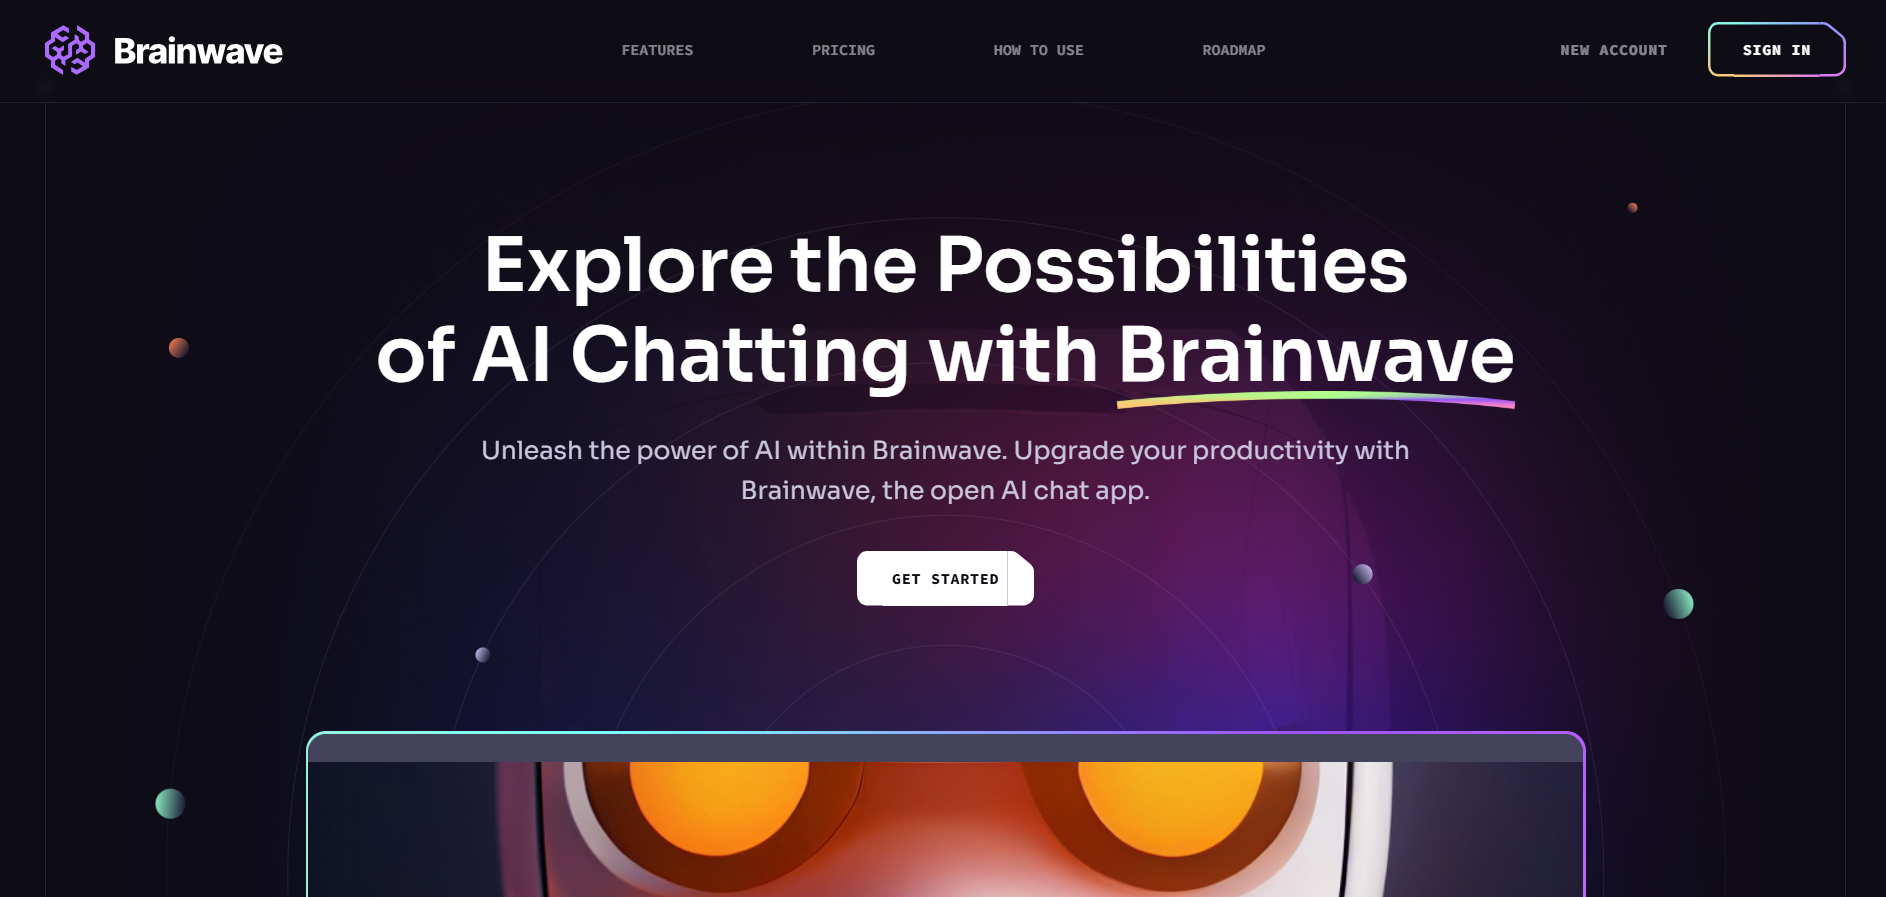 Brainwave
FEATURES
PRICING
HOW TO USE
ROADMAP
NEW ACCOUNT
SIGN IN
Explore the Possibilities
of AI Chatting with Brainwave
Unleash the power of AI within Brainwave. Upgrade your productivity with
Brainwave, the open AI chat app.
GET STARTED